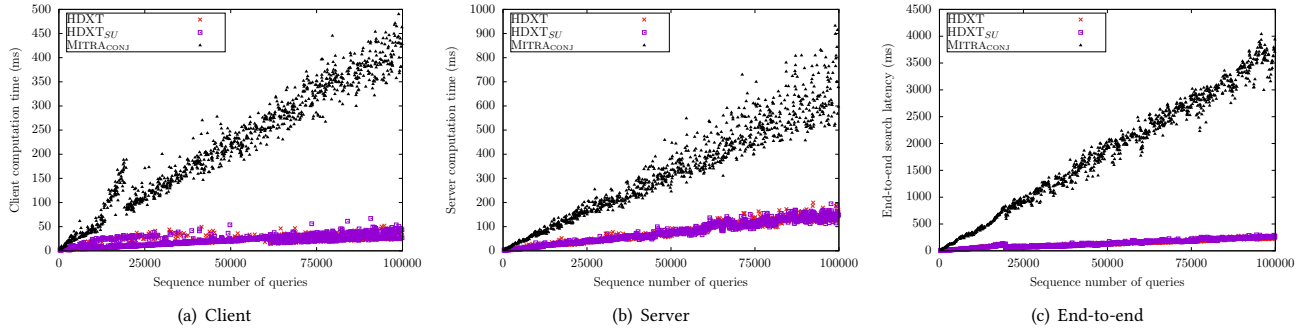 500
450
400
350
300
250
200
150
100
50
0
Client computation time (ms)
HDXT
HDXT_SU
MITRA_CONJ
0 25000 50000 75000 100000
Sequence number of queries
(a) Client
1000
900
800
700
600
500
400
300
200
100
0
Server computation time (ms)
HDXT
HDXT_SU
MITRA_CONJ
0 25000 50000 75000 100000
Sequence number of queries
(b) Server
4500
4000
3500
3000
2500
2000
1500
1000
500
0
End-to-end search latency (ms)
HDXT
HDXT_SU
MITRA_CONJ
0 25000 50000 75000 100000
Sequence number of queries
(c) End-to-end